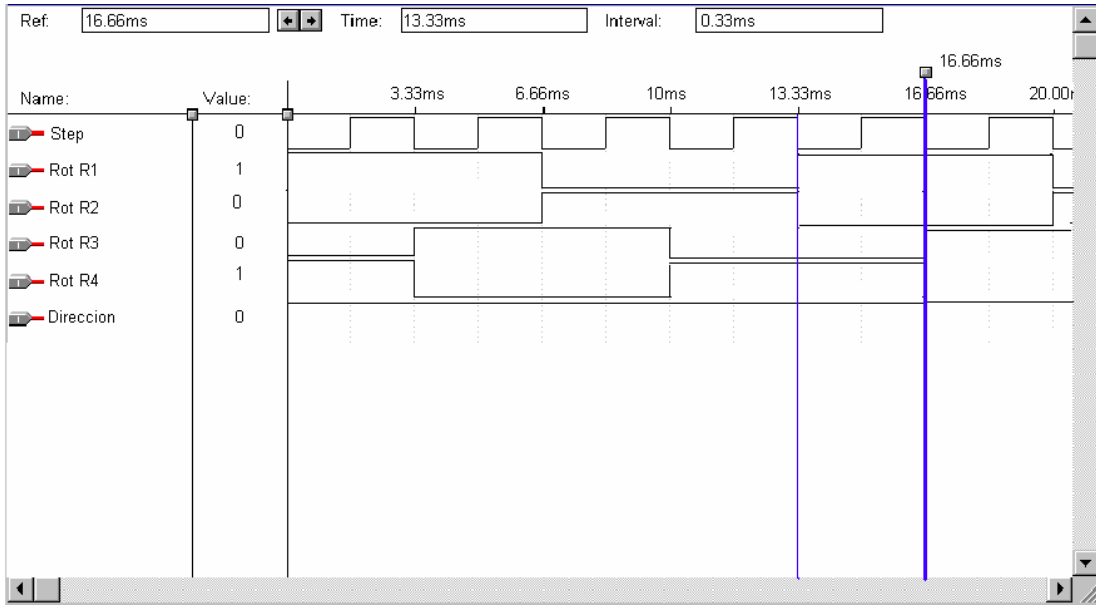 Ref: 16.66ms Time: 13.33ms Interval: 0.33ms
16.66ms
Name: Value: 3.33ms 6.66ms 10ms 13.33ms 16.66ms 20.00
Step 0
Rot R1 1
Rot R2 0
Rot R3 0
Rot R4 1
Direccion 0